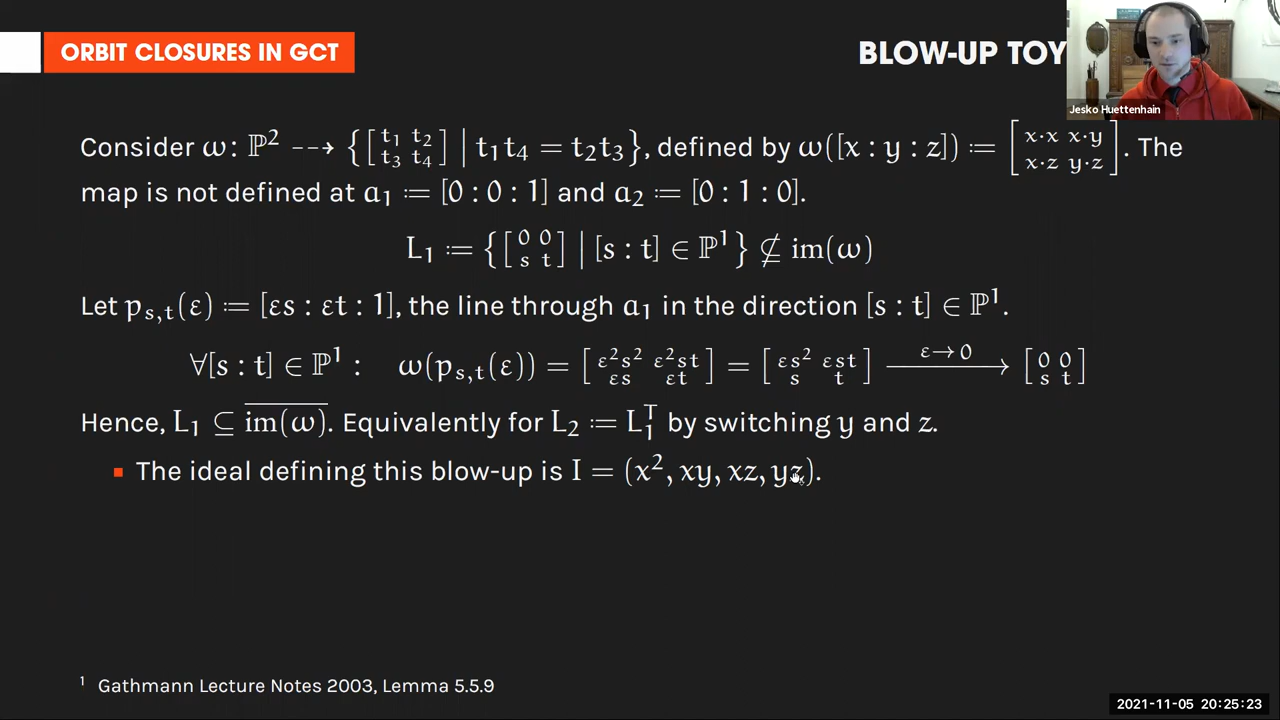 ORBIT CLOSURES IN GCT
BLOW-UP TOY
Jesko Huettenhain
Consider ω: ℙ² ⇢ {[t₁ t₂; t₃ t₄] | t₁t₄ = t₂t₃}, defined by ω([x : y : z]) ≔ [x·x x·y; x·z y·z]. The
map is not defined at a₁ ≔ [0 : 0 : 1] and a₂ ≔ [0 : 1 : 0].
L₁ ≔ {[0 0; s t] | [s : t] ∈ ℙ¹} ⊈ im(ω)
Let pₛ,ₜ(ε) ≔ [εs : εt : 1], the line through a₁ in the direction [s : t] ∈ ℙ¹.
∀[s : t] ∈ ℙ¹ : ω(pₛ,ₜ(ε)) = [ε²s² ε²st; εs εt] = [εs² εst; s t] ε→0 ⟶ [0 0; s t]
Hence, L₁ ⊆ \overline{im(ω)}. Equivalently for L₂ ≔ L₁ᵀ by switching y and z.
▪ The ideal defining this blow-up is I = (x², xy, xz, yz).
¹ Gathmann Lecture Notes 2003, Lemma 5.5.9
2021-11-05 20:25:23